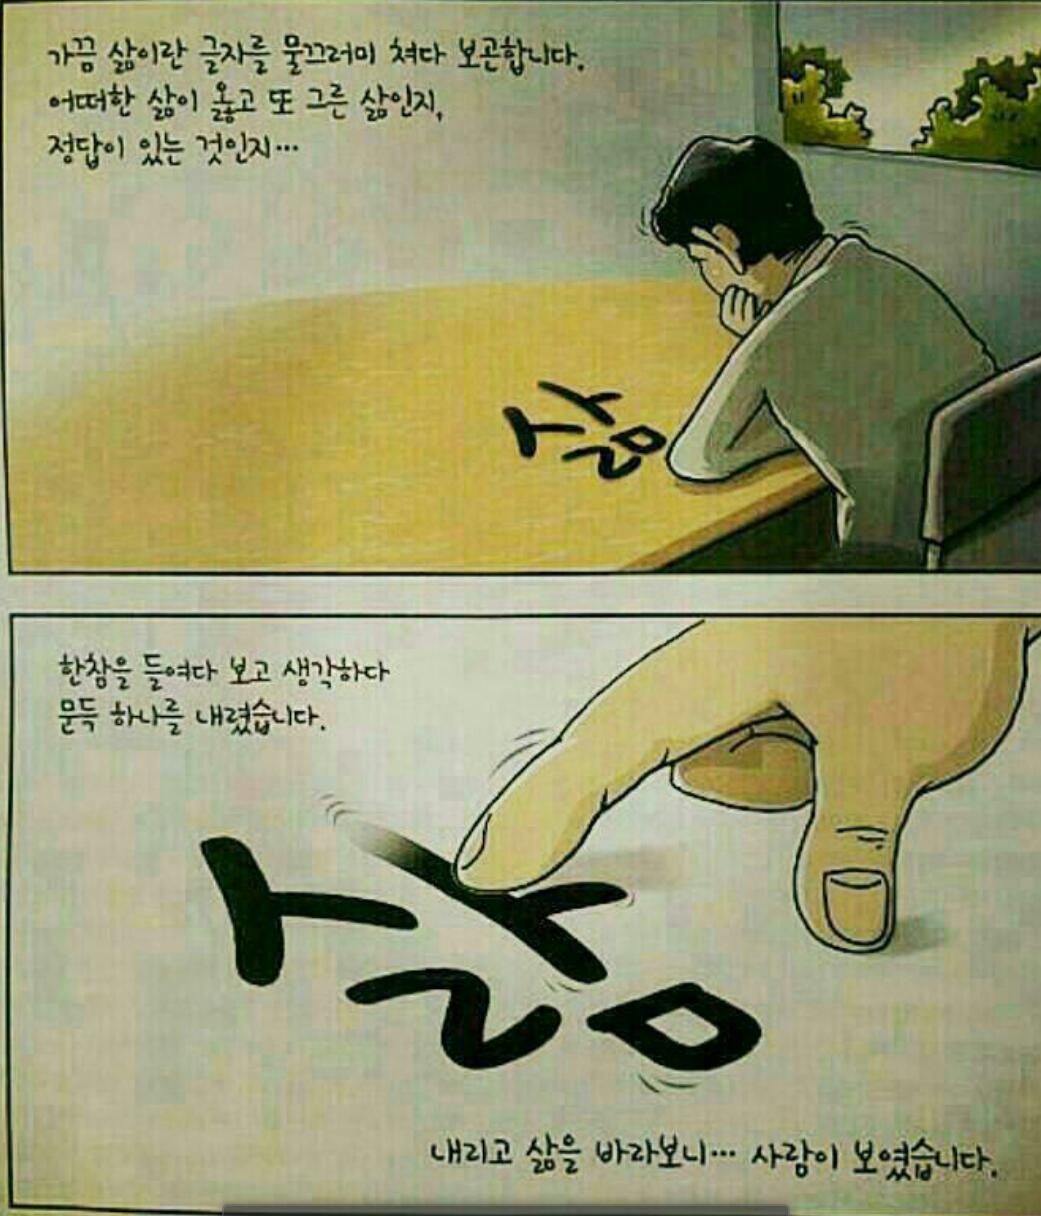 가끔 삶이란 글자를 물끄러미 쳐다 보곤합니다.
어떠한 삶이 옳고 또 그른 삶인지,
정답이 있는 것인지…
삶
한참을 들여다 보고 생각하다
문득 하나를 내렸습니다.
삶
내리고 삶을 바라보니… 사람이 보였습니다.